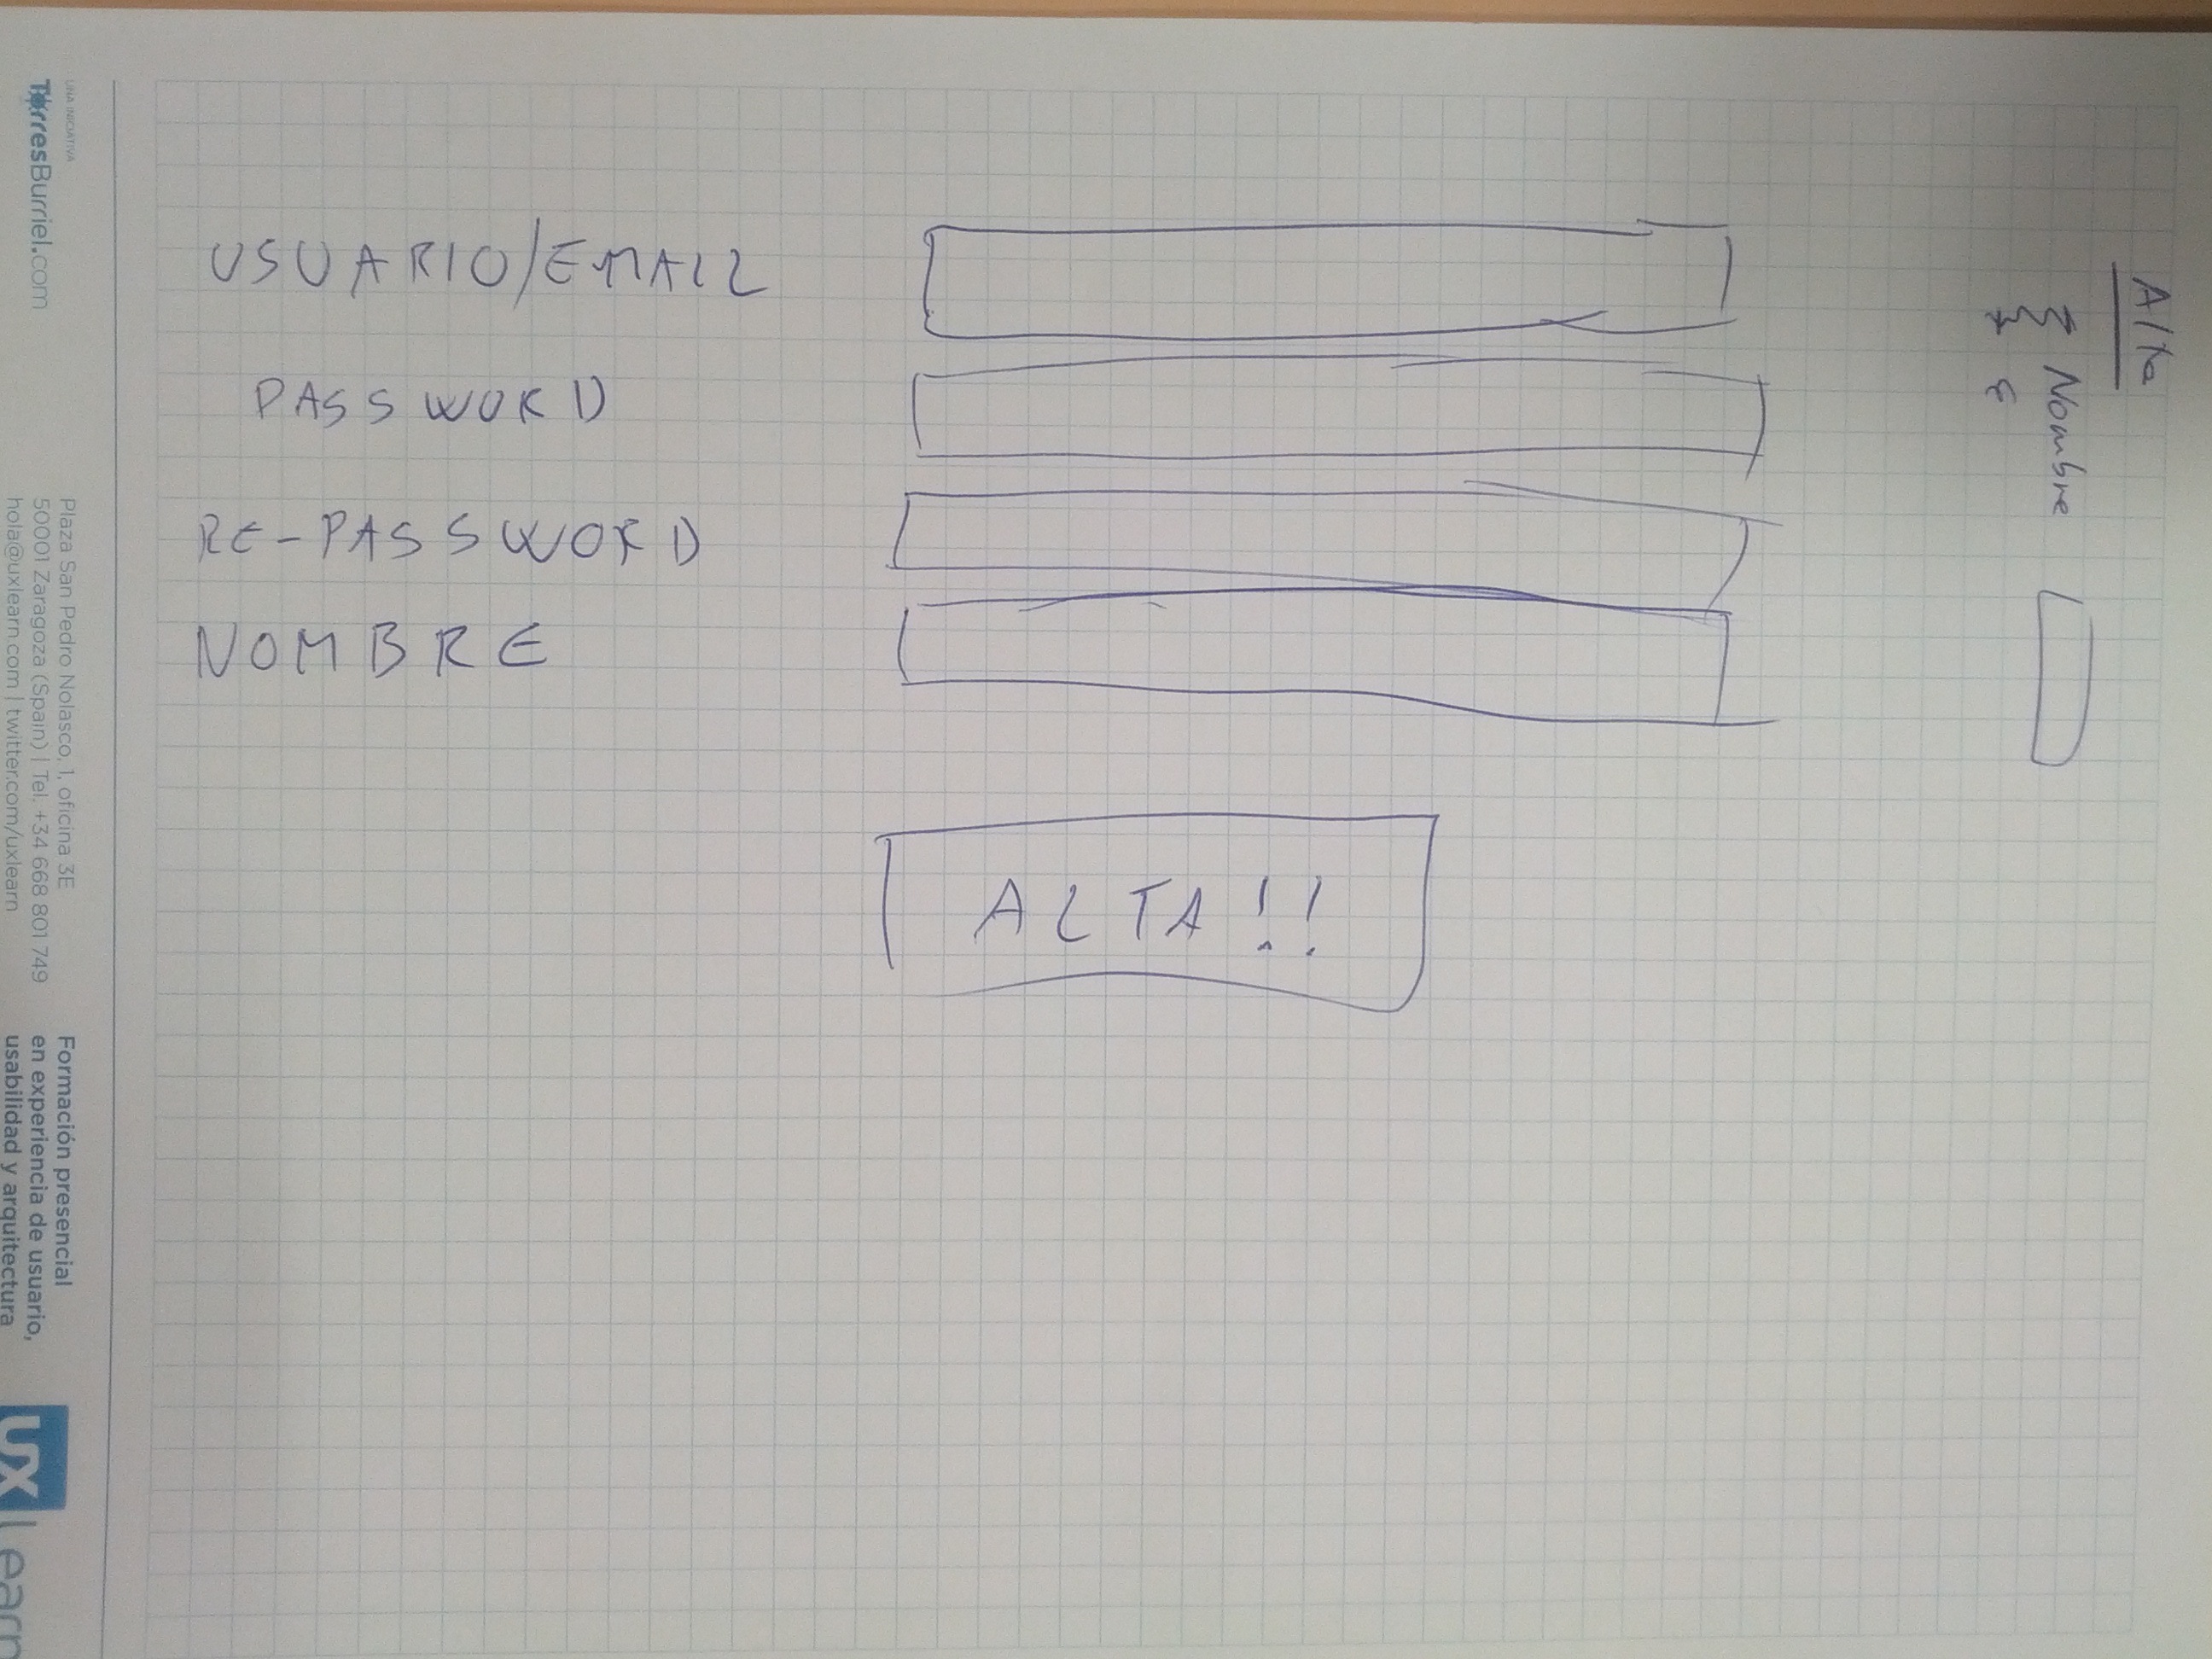 USUARIO/EMAIL
PASSWORD
RE-PASSWORD
NOMBRE
ALTA!!
Alta
Nombre
UNA INICIATIVA
TorresBurriel.com
Plaza San Pedro Nolasco, 1, oficina 3E
50001 Zaragoza (Spain) | Tel. +34 668 801 749
hola@uxlearn.com | twitter.com/uxlearn
Formación presencial
en experiencia de usuario,
usabilidad y arquitectura
UX Learn